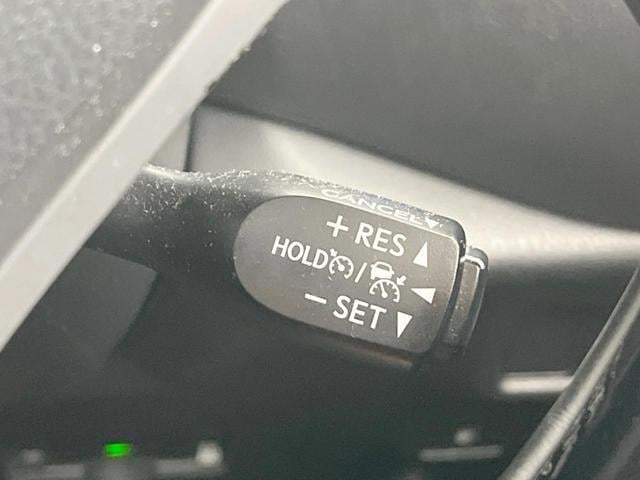 CANCEL
+ RES ▲
HOLD / ◀
− SET ▼